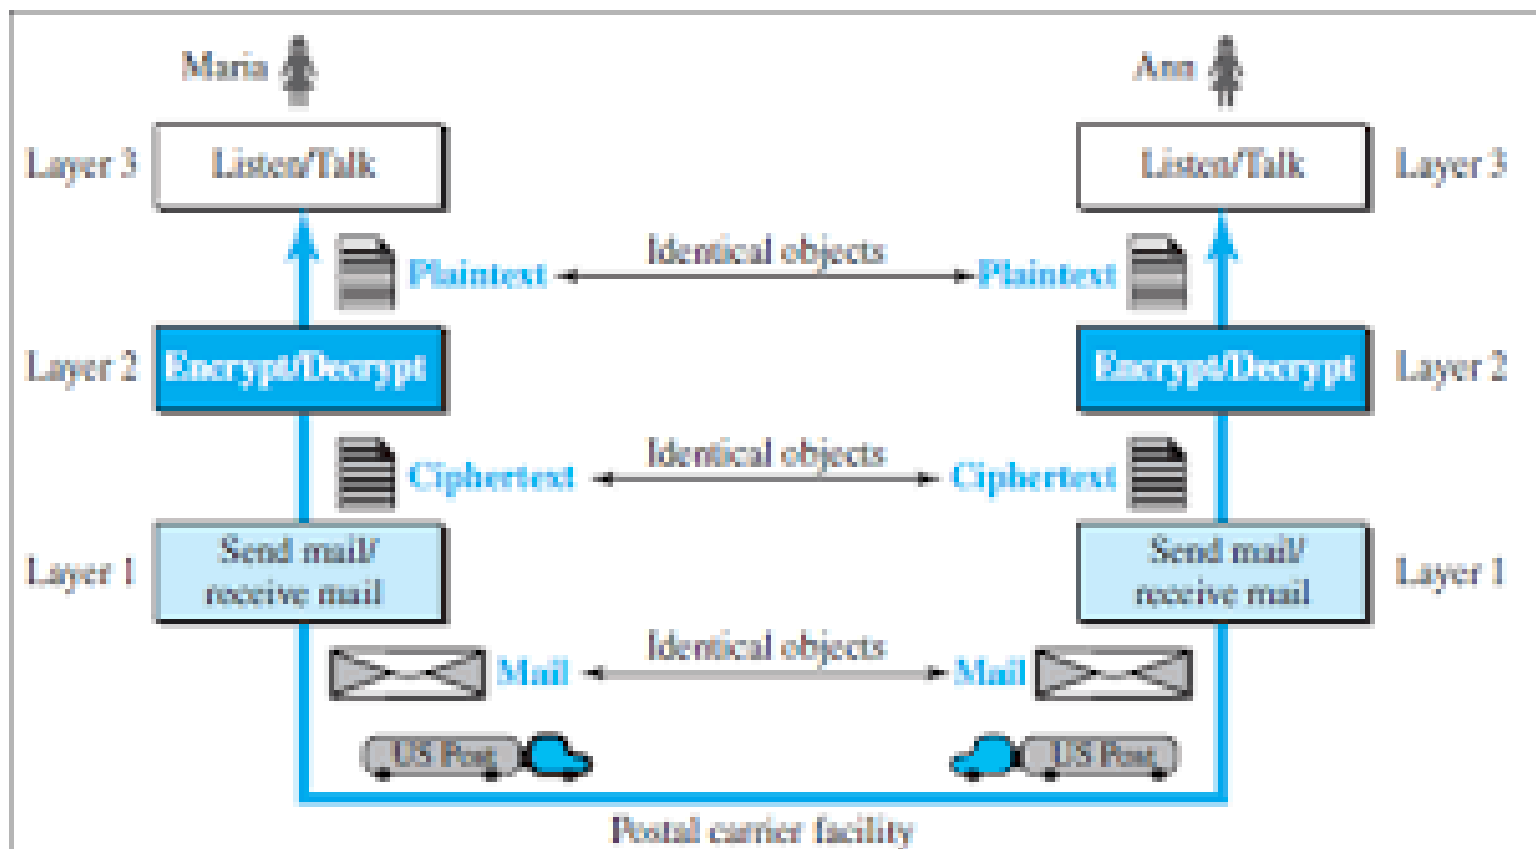 Maria
Ann
Layer 3
Listen/Talk
Listen/Talk
Layer 3
Identical objects
Plaintext
Plaintext
Layer 2
Encrypt/Decrypt
Encrypt/Decrypt
Layer 2
Identical objects
Ciphertext
Ciphertext
Layer 1
Send mail/
receive mail
Send mail/
receive mail
Layer 1
Identical objects
Mail
Mail
US Post
US Post
Postal carrier facility